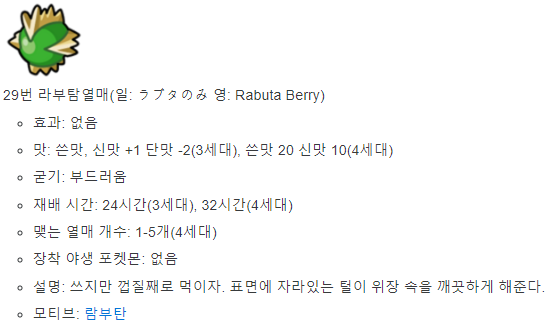 29번 라부탐열매(일: ラブタのみ 영: Rabuta Berry)
효과: 없음
맛: 쓴맛, 신맛 +1 단맛 -2(3세대), 쓴맛 20 신맛 10(4세대)
굳기: 부드러움
재배 시간: 24시간(3세대), 32시간(4세대)
맺는 열매 개수: 1-5개(4세대)
장착 야생 포켓몬: 없음
설명: 쓰지만 껍질째로 먹이자. 표면에 자라있는 털이 위장 속을 깨끗하게 해준다.
모티브: 람부탄